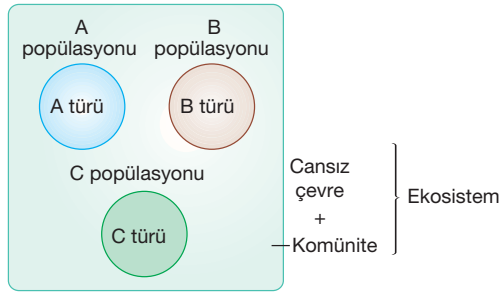 A
popülasyonu
B
popülasyonu
A türü
B türü
C popülasyonu
C türü
Cansız
çevre
+
Komünite
Ekosistem